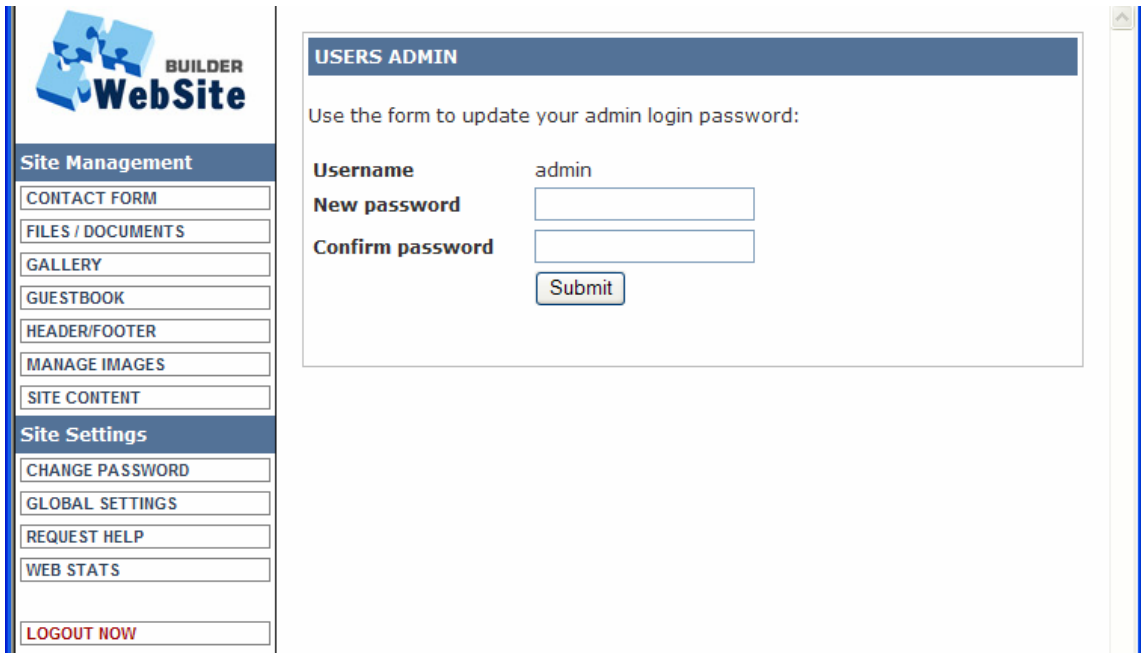 BUILDER
WebSite
Site Management
CONTACT FORM
FILES / DOCUMENTS
GALLERY
GUESTBOOK
HEADER/FOOTER
MANAGE IMAGES
SITE CONTENT
Site Settings
CHANGE PASSWORD
GLOBAL SETTINGS
REQUEST HELP
WEB STATS
LOGOUT NOW
USERS ADMIN
Use the form to update your admin login password:
Username admin
New password
Confirm password
Submit